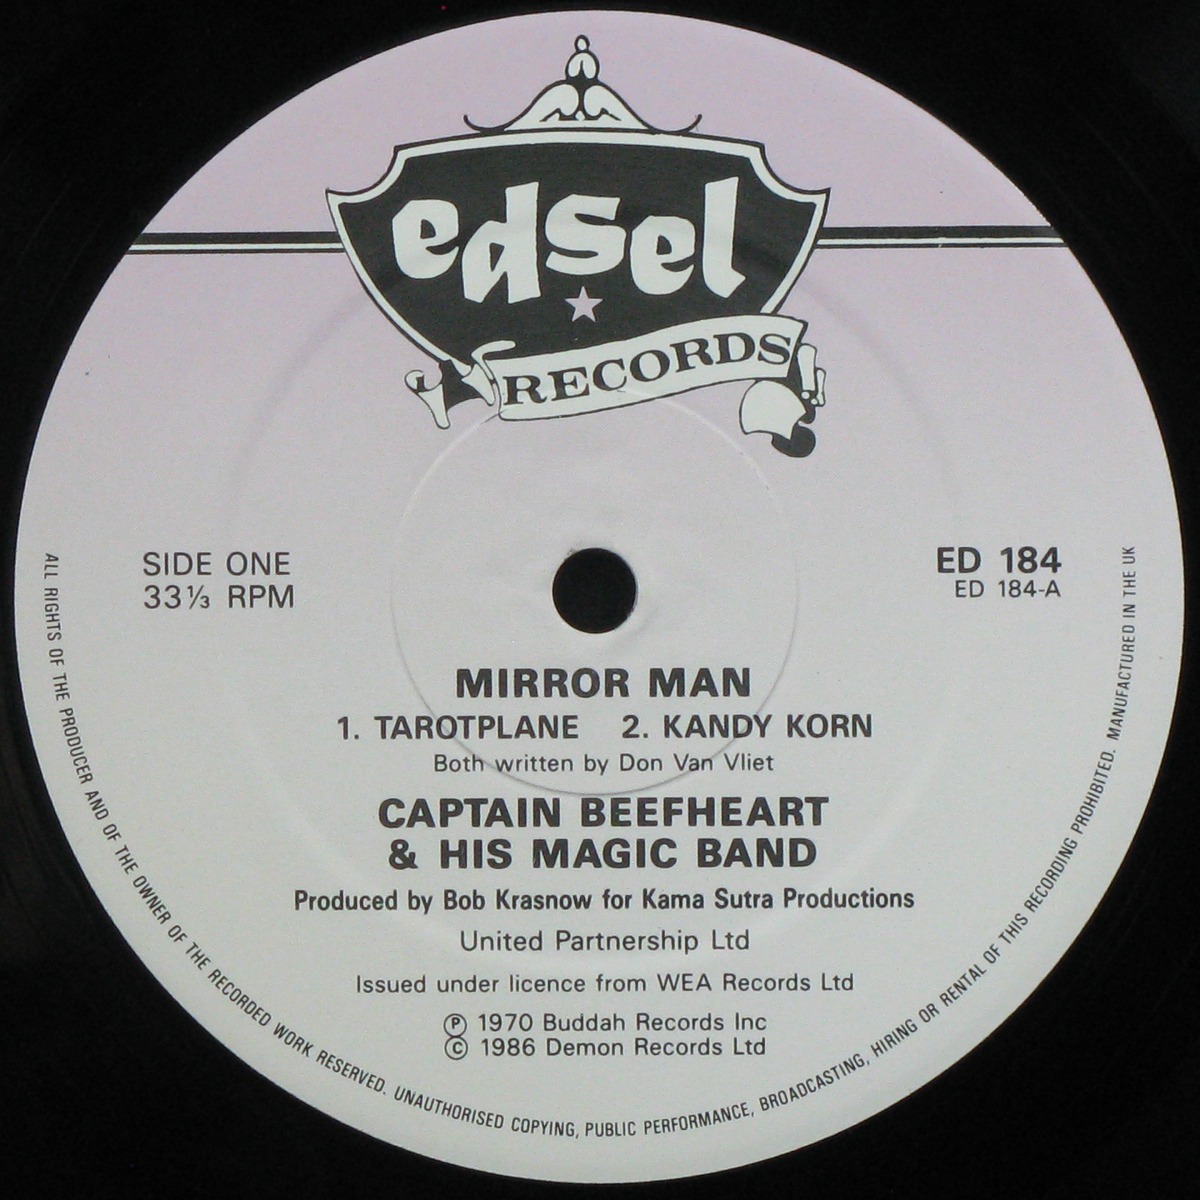 edsel
RECORDS
SIDE ONE
33⅓ RPM
ED 184
ED 184-A
MIRROR MAN
1. TAROTPLANE 2. KANDY KORN
Both written by Don Van Vliet
CAPTAIN BEEFHEART
& HIS MAGIC BAND
Produced by Bob Krasnow for Kama Sutra Productions
United Partnership Ltd
Issued under licence from WEA Records Ltd
Ⓟ 1970 Buddah Records Inc
© 1986 Demon Records Ltd
ALL RIGHTS OF THE PRODUCER AND OF THE OWNER OF THE RECORDED WORK RESERVED. UNAUTHORISED COPYING, PUBLIC PERFORMANCE, BROADCASTING, HIRING OR RENTAL OF THIS RECORDING PROHIBITED. MANUFACTURED IN THE UK